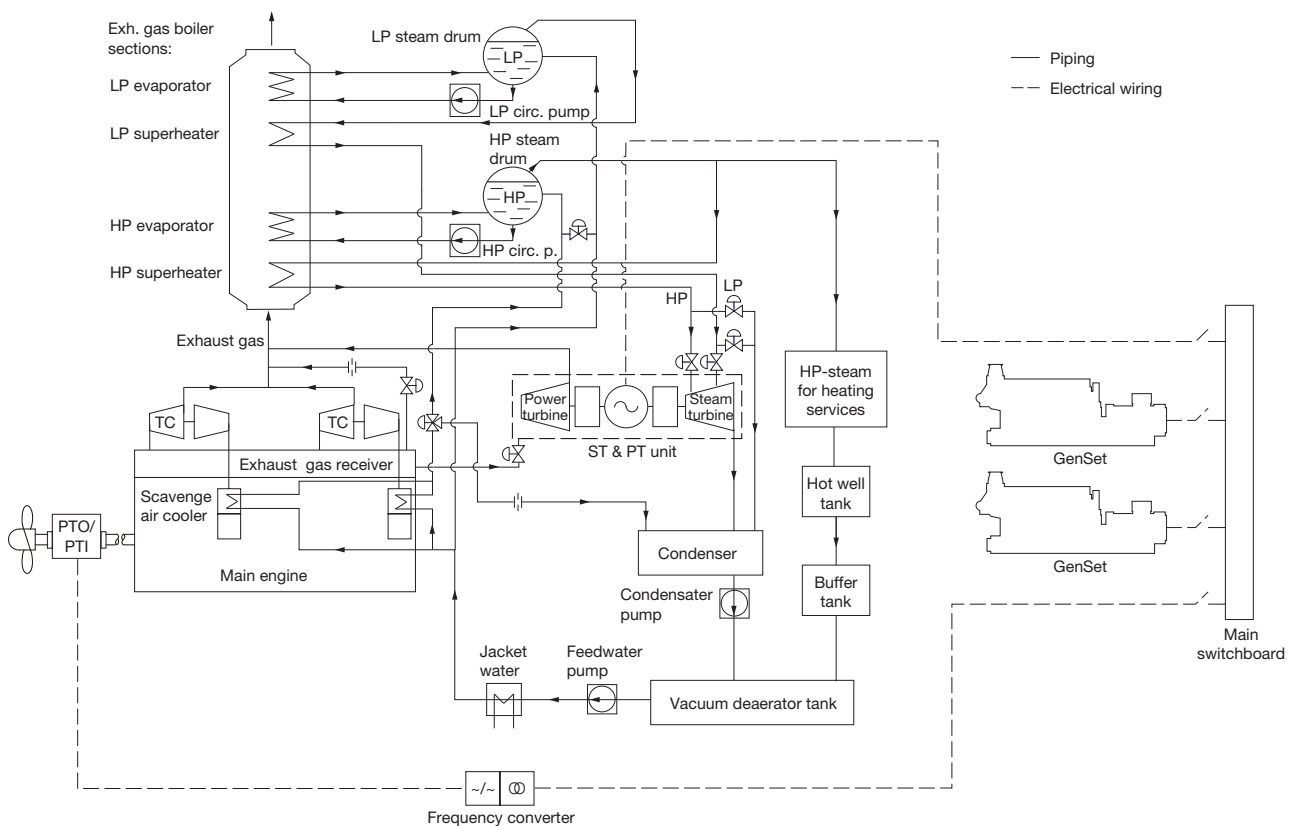 Exh. gas boiler
sections:
LP evaporator
LP superheater
HP evaporator
HP superheater
LP steam drum
LP
LP circ. pump
HP steam
drum
HP
HP circ. p.
Piping
Electrical wiring
HP
LP
Exhaust gas
TC
TC
Exhaust gas receiver
Scavenge
air cooler
Main engine
PTO/
PTI
Power
turbine
Steam
turbine
ST & PT unit
HP-steam
for heating
services
Hot well
tank
Buffer
tank
Condenser
Condensater
pump
Jacket
water
Feedwater
pump
Vacuum deaerator tank
GenSet
GenSet
Main
switchboard
~/~
Frequency converter